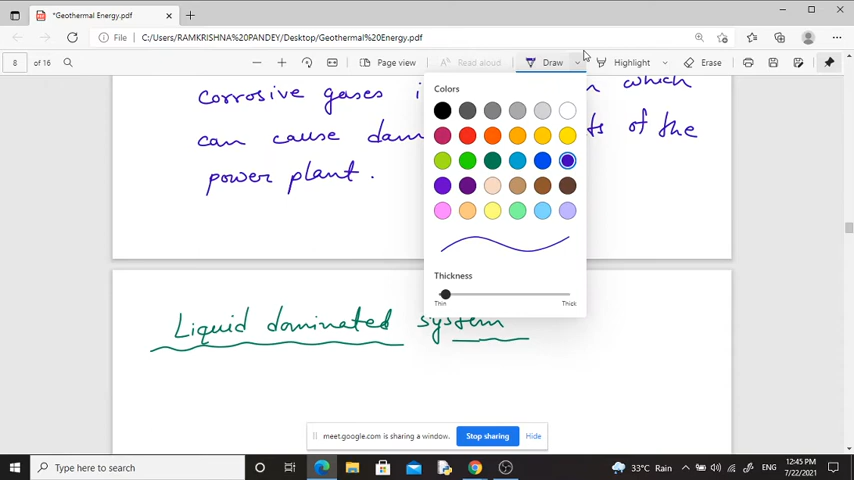 *Geothermal Energy.pdf
File
C:/Users/RAMKRISHNA%20PANDEY/Desktop/Geothermal%20Energy.pdf
8 of 16
Page view
Read aloud
Draw
Highlight
Erase
corrosive gases i which
can cause dam ts of the
power plant.
Colors
Thickness
Thin Thick
Liquid dominated system
meet.google.com is sharing a window.
Stop sharing
Hide
Type here to search
33°C Rain
ENG
12:45 PM
7/22/2021